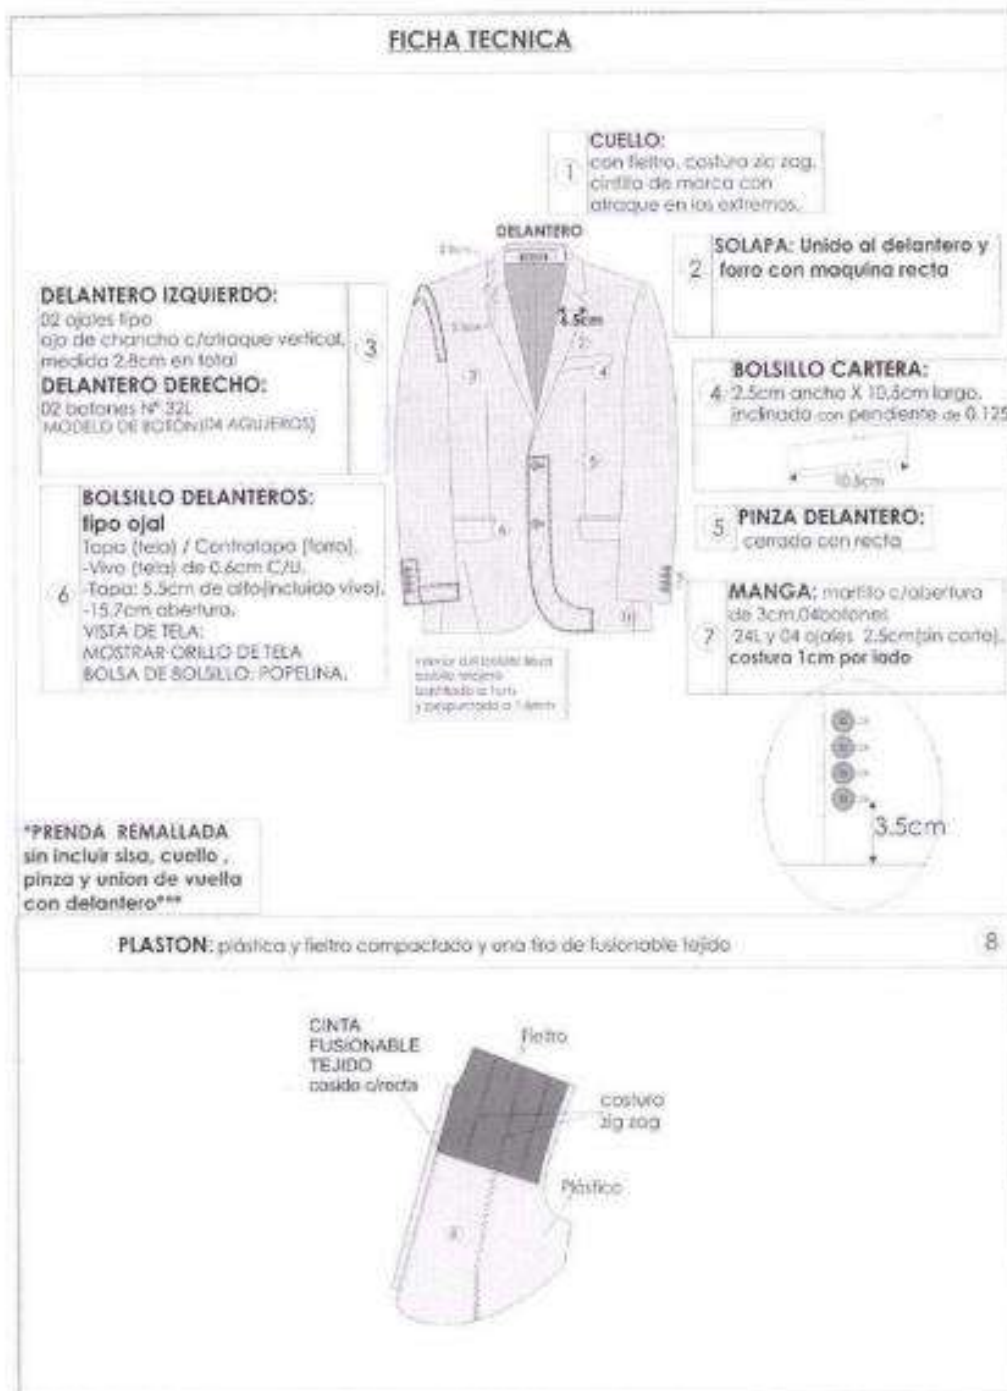 FICHA TECNICA
1
CUELLO:
con fieltro, costura zig zag,
cintillo de marca con
atraque en los extremos.
DELANTERO
2
SOLAPA: Unido al delantero y
forro con maquina recta
DELANTERO IZQUIERDO:
02 ojales tipo
ojo de chancho c/atraque vertical,
medida 2.8cm en total
DELANTERO DERECHO:
02 botones N° 32L
MODELO DE BOTON(04 AGUJEROS)
3
BOLSILLO CARTERA:
4
2.5cm ancho X 10.5cm largo,
inclinado con pendiente de 0.125
10.5cm
5
PINZA DELANTERO:
cerrado con recta
6
BOLSILLO DELANTEROS:
tipo ojal
Tapa (tela) / Contratapa (forro).
-Vivo (tela) de 0.6cm C/U.
-Tapa: 5.5cm de alto(incluido vivo).
-15.7cm abertura.
VISTA DE TELA:
MOSTRAR ORILLO DE TELA
BOLSA DE BOLSILLO: POPELINA.
7
MANGA: martillo c/abertura
de 3cm,04botones
24L y 04 ojales 2.5cm(sin corte).
costura 1cm por lado
3
4
5
6
3.5cm
*PRENDA REMALLADA
sin incluir sisa, cuello ,
pinza y union de vuelta
con delantero***
PLASTON: plástica y fieltro compactado y una tira de fusionable tejido
8
CINTA
FUSIONABLE
TEJIDO
cosido c/recta
Fieltro
costura
zig zag
Plástico